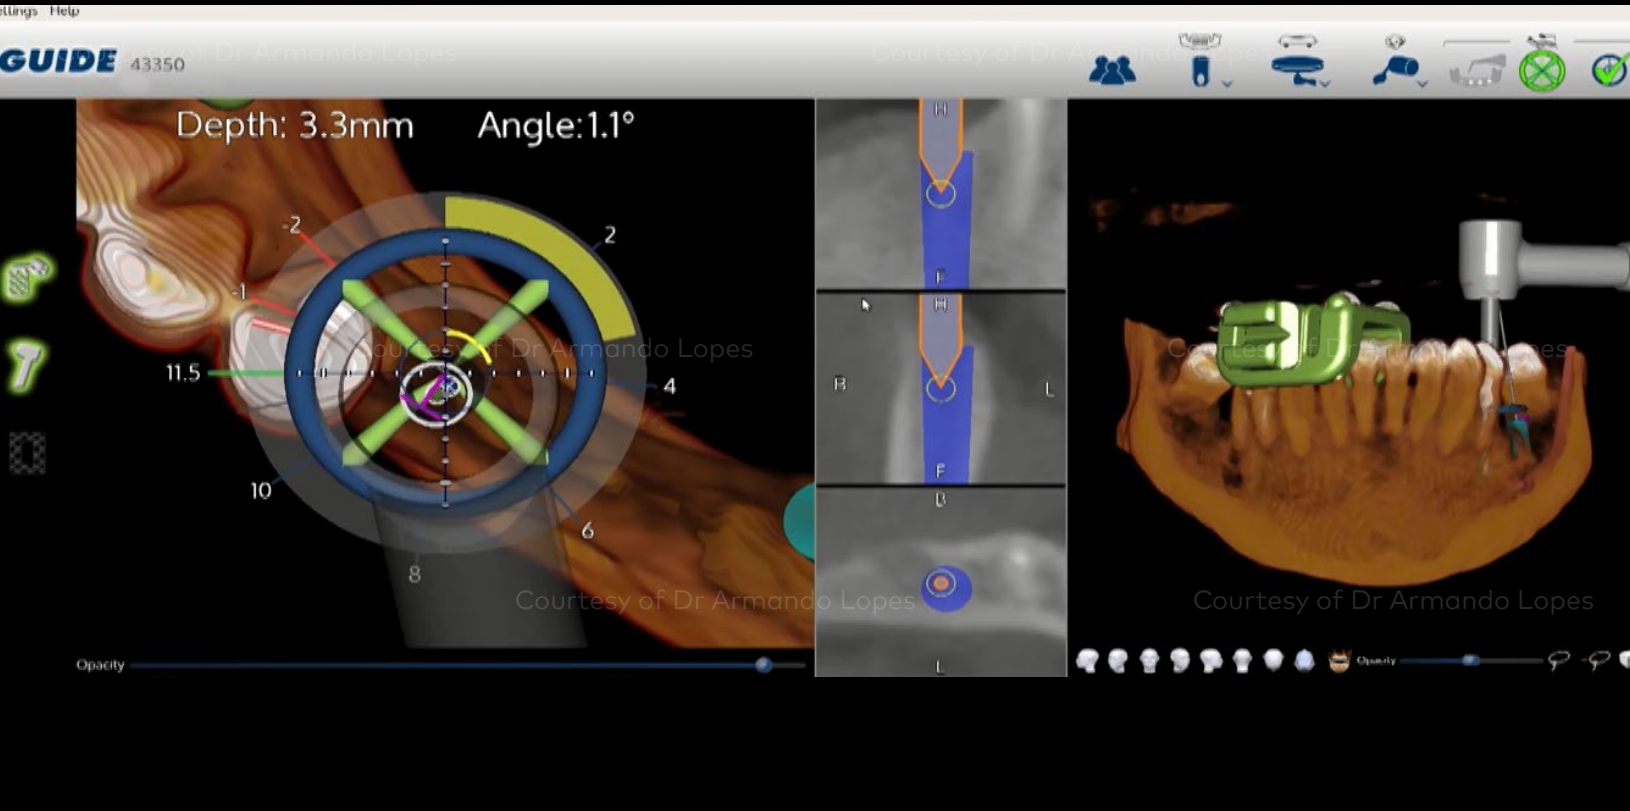 ettings Help
GUIDE 43350
Courtesy of Dr Armando Lopes
Courtesy of Dr Armando Lopes
Depth: 3.3mm Angle:1.1°
-2
2
-1
11.5
4
10
6
8
Courtesy of Dr Armando Lopes
Courtesy of Dr Armando Lopes
Courtesy of Dr Armando Lopes
Courtesy of Dr Armando Lopes
H
F
H
B
L
F
B
L
Opacity
Opacity